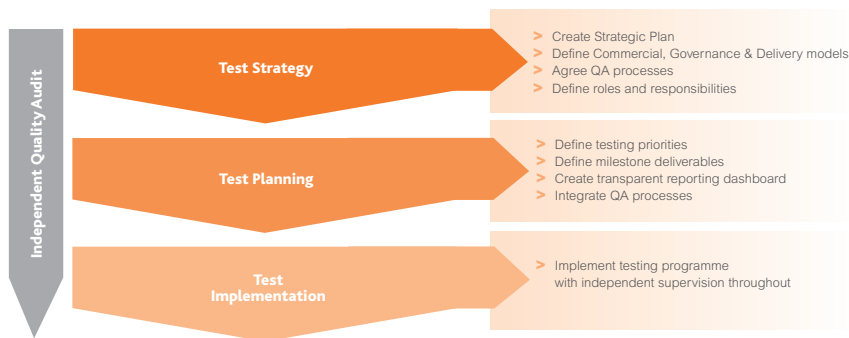 Independent Quality Audit
Test Strategy
> Create Strategic Plan
> Define Commercial, Governance & Delivery models
> Agree QA processes
> Define roles and responsibilities
Test Planning
> Define testing priorities
> Define milestone deliverables
> Create transparent reporting dashboard
> Integrate QA processes
Test
Implementation
> Implement testing programme
with independent supervision throughout